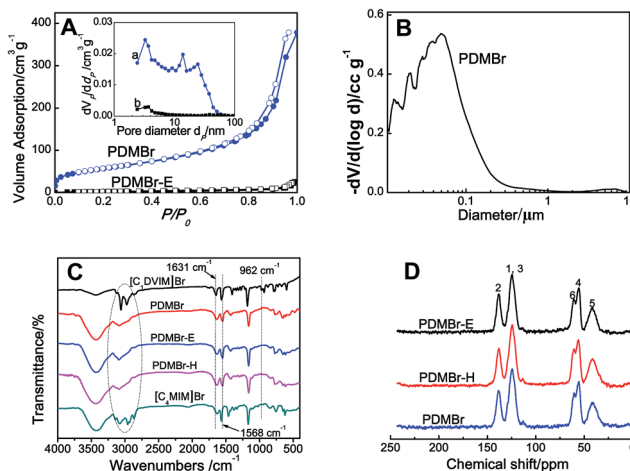 A
Volume Adsorption/cm³ g⁻¹
400
300
200
100
0
dV_P/d d_P/cm³ g⁻¹
0.03
0.02
0.01
0.00
a
b
1
10
100
Pore diameter d_P/nm
PDMBr
PDMBr-E
0.0 0.2 0.4 0.6 0.8 1.0
P/P₀
B
-dV/d(log d)/cc g⁻¹
0.6
0.4
0.2
0.0
PDMBr
0.1 1
Diameter/μm
C
Transmittance/%
1631 cm⁻¹ 962 cm⁻¹
[C₁DVIM]Br
PDMBr
PDMBr-E
PDMBr-H
[C₄MIM]Br
1568 cm⁻¹
4000 3500 3000 2500 2000 1500 1000 500
Wavenumbers /cm⁻¹
D
2 1, 3 6 4 5
PDMBr-E
PDMBr-H
PDMBr
250 200 150 100 50 0
Chemical shift/ppm